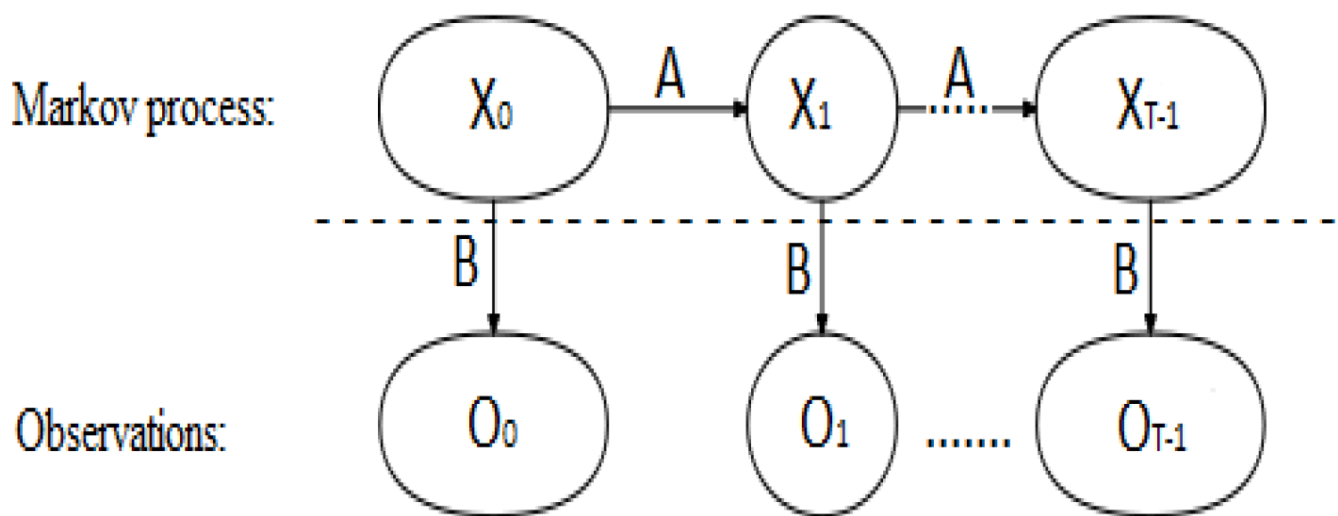 A A
Markov process: X0 X1 ..... XT-1
B B B
Observations: O0 O1 ....... OT-1